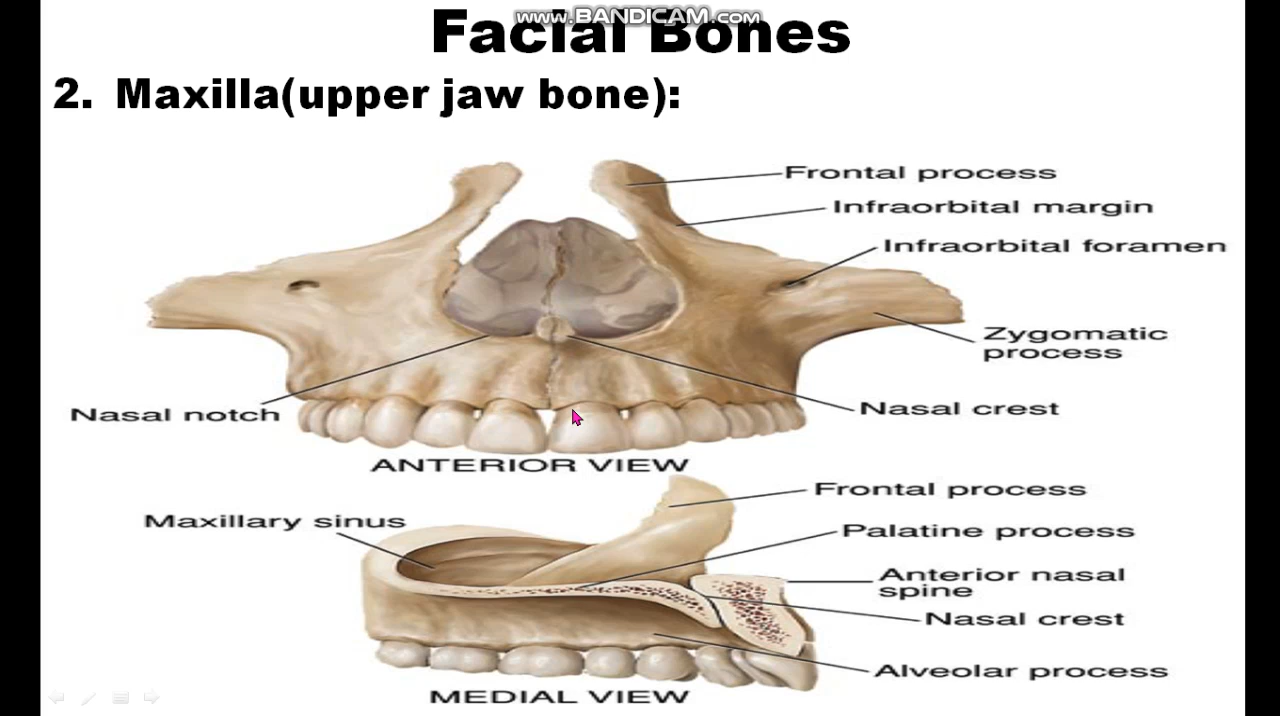 www.BANDICAM.com
Facial Bones
2. Maxilla(upper jaw bone):
Frontal process
Infraorbital margin
Infraorbital foramen
Zygomatic
process
Nasal notch
Nasal crest
ANTERIOR VIEW
Frontal process
Maxillary sinus
Palatine process
Anterior nasal
spine
Nasal crest
Alveolar process
MEDIAL VIEW